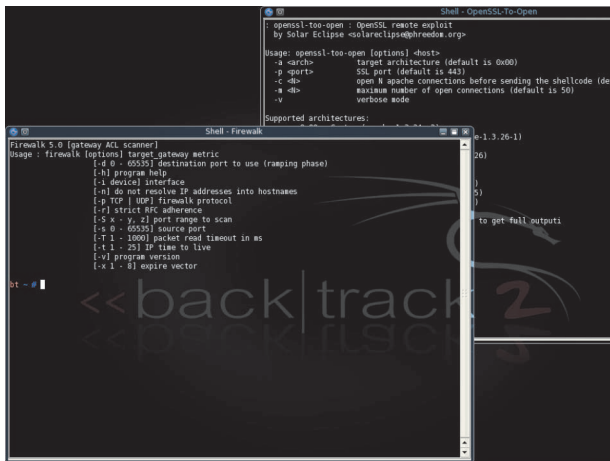 Shell - OpenSSL-To-Open
: openssl-too-open : OpenSSL remote exploit
by Solar Eclipse <solareclipse@phreedom.org>
Usage: openssl-too-open [options] <host>
-a <arch> target architecture (default is 0x00)
-p <port> SSL port (default is 443)
-c <N> open N apache connections before sending the shellcode (de
-m <N> maximum number of open connections (default is 50)
-v verbose mode
Supported architectures:
e-1.3.26-1)
26)
)
5)
)
to get full outputi
Shell - Firewalk
Firewalk 5.0 [gateway ACL scanner]
Usage : firewalk [options] target_gateway metric
[-d 0 - 65535] destination port to use (ramping phase)
[-h] program help
[-i device] interface
[-n] do not resolve IP addresses into hostnames
[-p TCP | UDP] firewalk protocol
[-r] strict RFC adherence
[-S x - y, z] port range to scan
[-s 0 - 65535] source port
[-T 1 - 1000] packet read timeout in ms
[-t 1 - 25] IP time to live
[-v] program version
[-x 1 - 8] expire vector
bt ~ #
<<back|track 2